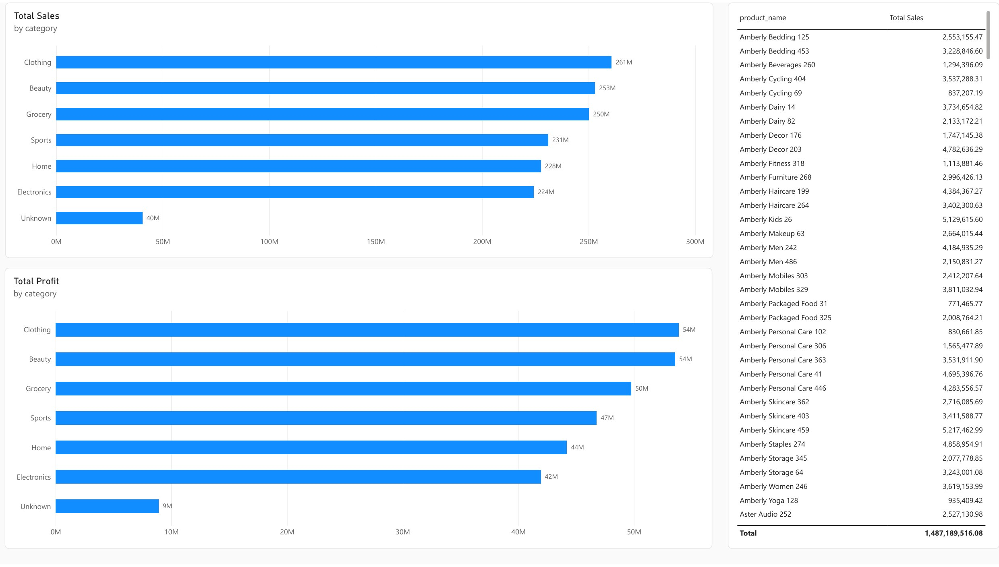 Total Sales
by category
Clothing 261M
Beauty 253M
Grocery 250M
Sports 231M
Home 228M
Electronics 224M
Unknown 40M
0M 50M 100M 150M 200M 250M 300M
Total Profit
by category
Clothing 54M
Beauty 54M
Grocery 50M
Sports 47M
Home 44M
Electronics 42M
Unknown 9M
0M 10M 20M 30M 40M 50M
product_name Total Sales
Amberly Bedding 125 2,553,155.47
Amberly Bedding 453 3,228,846.60
Amberly Beverages 260 1,294,396.09
Amberly Cycling 404 3,537,288.31
Amberly Cycling 69 837,207.19
Amberly Dairy 14 3,734,654.82
Amberly Dairy 82 2,133,172.21
Amberly Decor 176 1,747,145.38
Amberly Decor 203 4,782,636.29
Amberly Fitness 318 1,113,881.46
Amberly Furniture 268 2,996,426.13
Amberly Haircare 199 4,384,367.27
Amberly Haircare 264 3,402,300.63
Amberly Kids 26 5,129,615.60
Amberly Makeup 63 2,664,015.44
Amberly Men 242 4,184,935.29
Amberly Men 486 2,150,831.27
Amberly Mobiles 303 2,412,207.64
Amberly Mobiles 329 3,811,032.94
Amberly Packaged Food 31 771,465.77
Amberly Packaged Food 325 2,008,764.21
Amberly Personal Care 102 830,661.85
Amberly Personal Care 306 1,565,477.89
Amberly Personal Care 363 3,531,911.90
Amberly Personal Care 41 4,695,396.76
Amberly Personal Care 446 4,283,556.57
Amberly Skincare 362 2,716,085.69
Amberly Skincare 403 3,411,588.77
Amberly Skincare 459 5,217,462.99
Amberly Staples 274 4,858,954.91
Amberly Storage 345 2,077,778.85
Amberly Storage 64 3,243,001.08
Amberly Women 246 3,619,153.99
Amberly Yoga 128 935,409.42
Aster Audio 252 2,527,130.98
Total 1,487,189,516.08